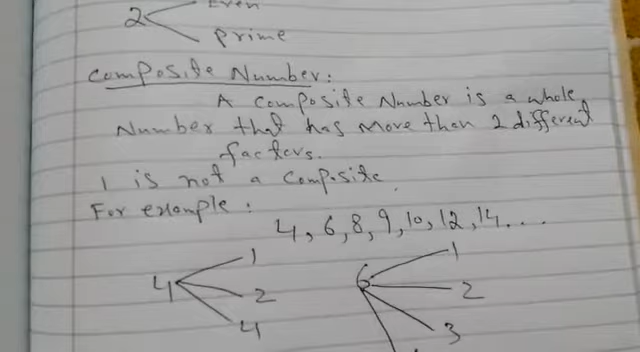 Even
2
Prime
Composite Number:
A Composite Number is a whole
Number that has more than 2 different
factors.
1 is not a Composite.
For example:
4, 6, 8, 9, 10, 12, 14...
4 1 2 4
6 1 2 3